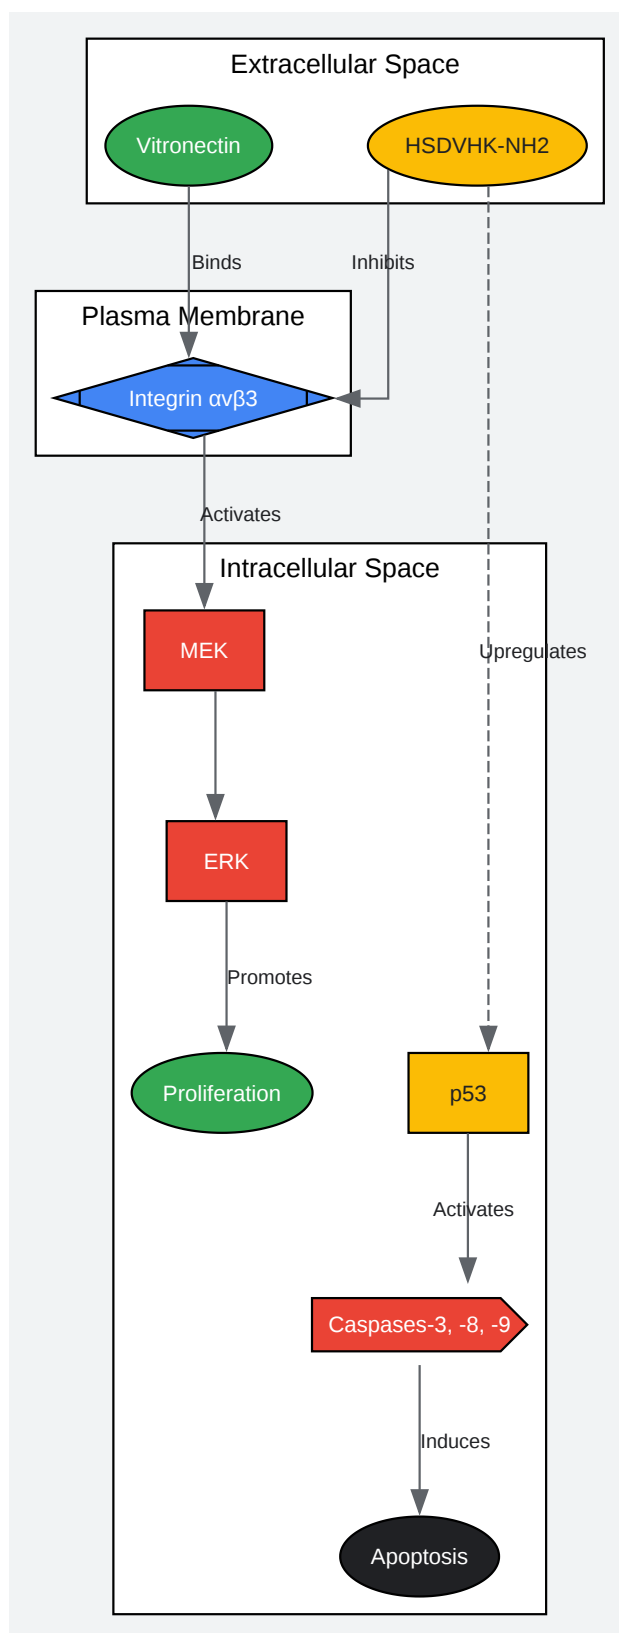 Extracellular Space
Vitronectin
HSDVHK-NH2
Binds
Inhibits
Plasma Membrane
Integrin αvβ3
Activates
Intracellular Space
MEK
Upregulates
ERK
Promotes
Proliferation
p53
Activates
Caspases-3, -8, -9
Induces
Apoptosis